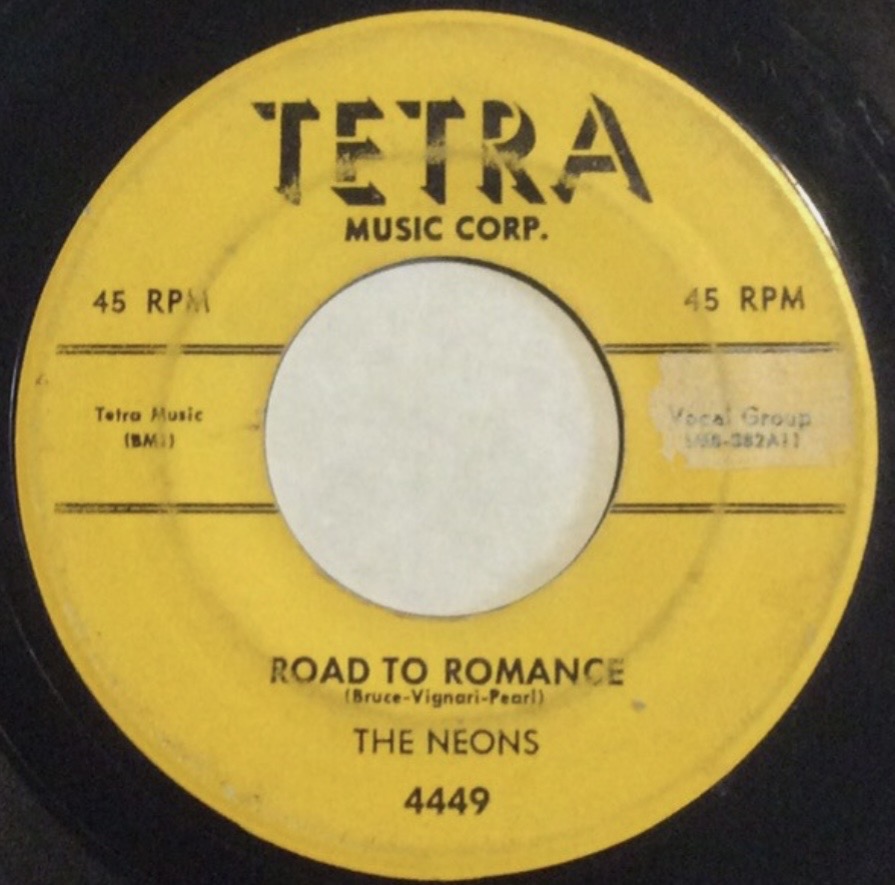 TETRA
MUSIC CORP.
45 RPM
45 RPM
Tetra Music
(BMI)
Vocal Group
ROAD TO ROMANCE
(Bruce-Vignari-Pearl)
THE NEONS
4449